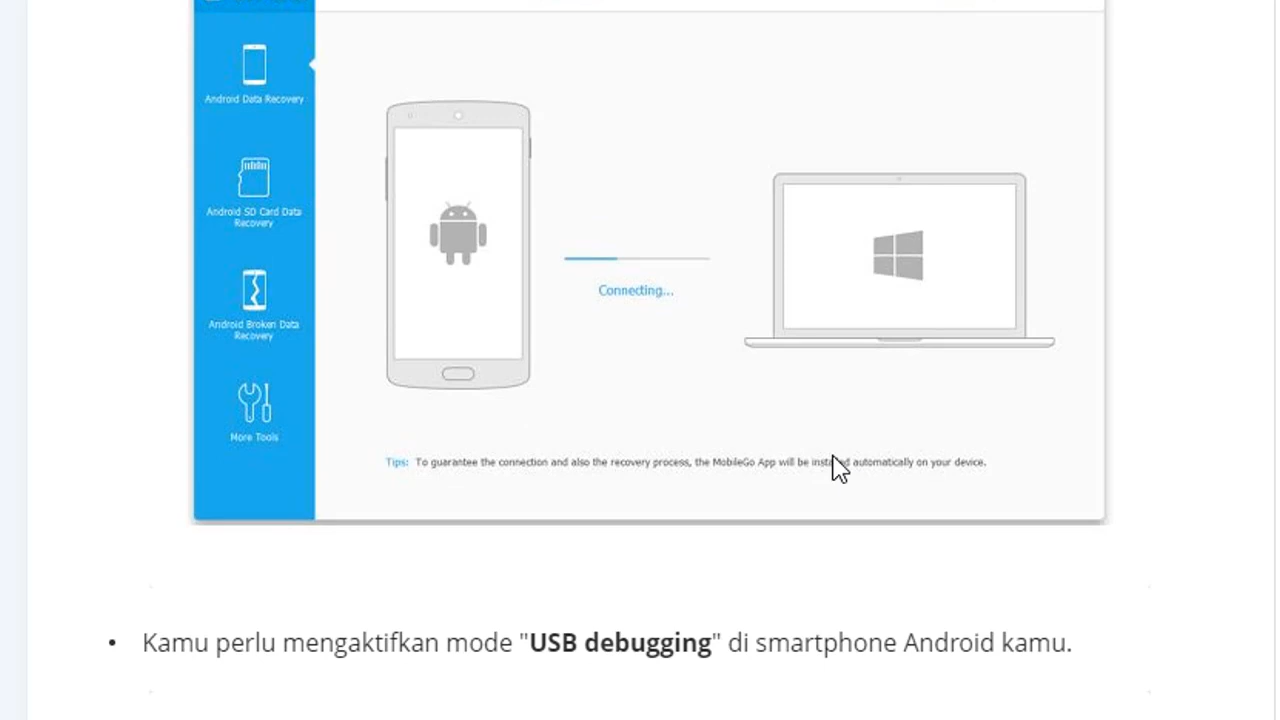 Android Data Recovery
Android SD Card Data
Recovery
Android Broken Data
Recovery
More Tools
Connecting...
Tips: To guarantee the connection and also the recovery process, the MobileGo App will be installed automatically on your device.
• Kamu perlu mengaktifkan mode "USB debugging" di smartphone Android kamu.